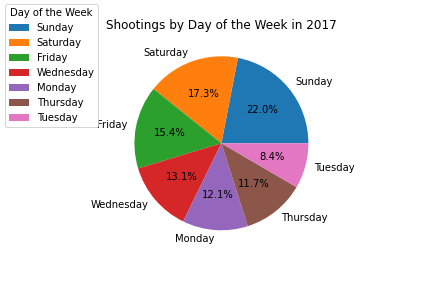 Shootings by Day of the Week in 2017
Day of the Week
Sunday
Saturday
Friday
Wednesday
Monday
Thursday
Tuesday
Sunday
22.0%
Saturday
17.3%
Friday
15.4%
Wednesday
13.1%
Monday
12.1%
Thursday
11.7%
Tuesday
8.4%